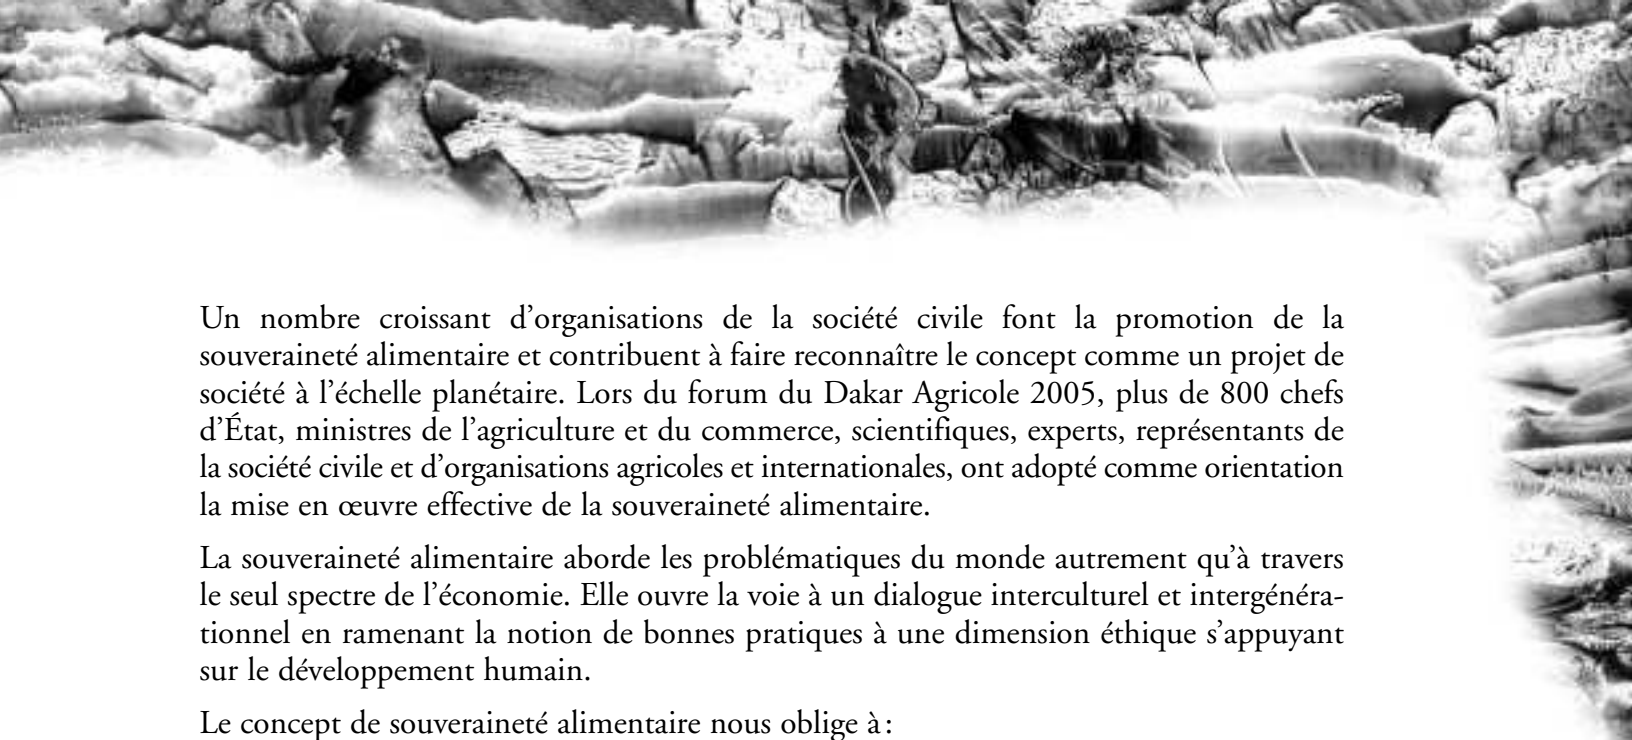 Un nombre croissant d’organisations de la société civile font la promotion de la
souveraineté alimentaire et contribuent à faire reconnaître le concept comme un projet de
société à l’échelle planétaire. Lors du forum du Dakar Agricole 2005, plus de 800 chefs
d’État, ministres de l’agriculture et du commerce, scientifiques, experts, représentants de
la société civile et d’organisations agricoles et internationales, ont adopté comme orientation
la mise en œuvre effective de la souveraineté alimentaire.
La souveraineté alimentaire aborde les problématiques du monde autrement qu’à travers
le seul spectre de l’économie. Elle ouvre la voie à un dialogue interculturel et intergénéra-
tionnel en ramenant la notion de bonnes pratiques à une dimension éthique s’appuyant
sur le développement humain.
Le concept de souveraineté alimentaire nous oblige à :